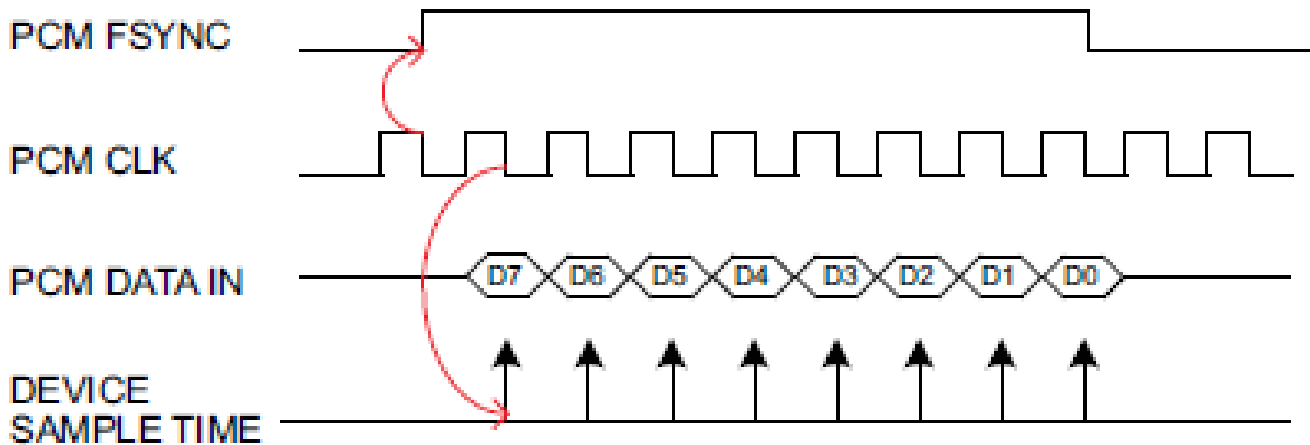 PCM FSYNC
PCM CLK
PCM DATA IN
D7 D6 D5 D4 D3 D2 D1 D0
DEVICE
SAMPLE TIME